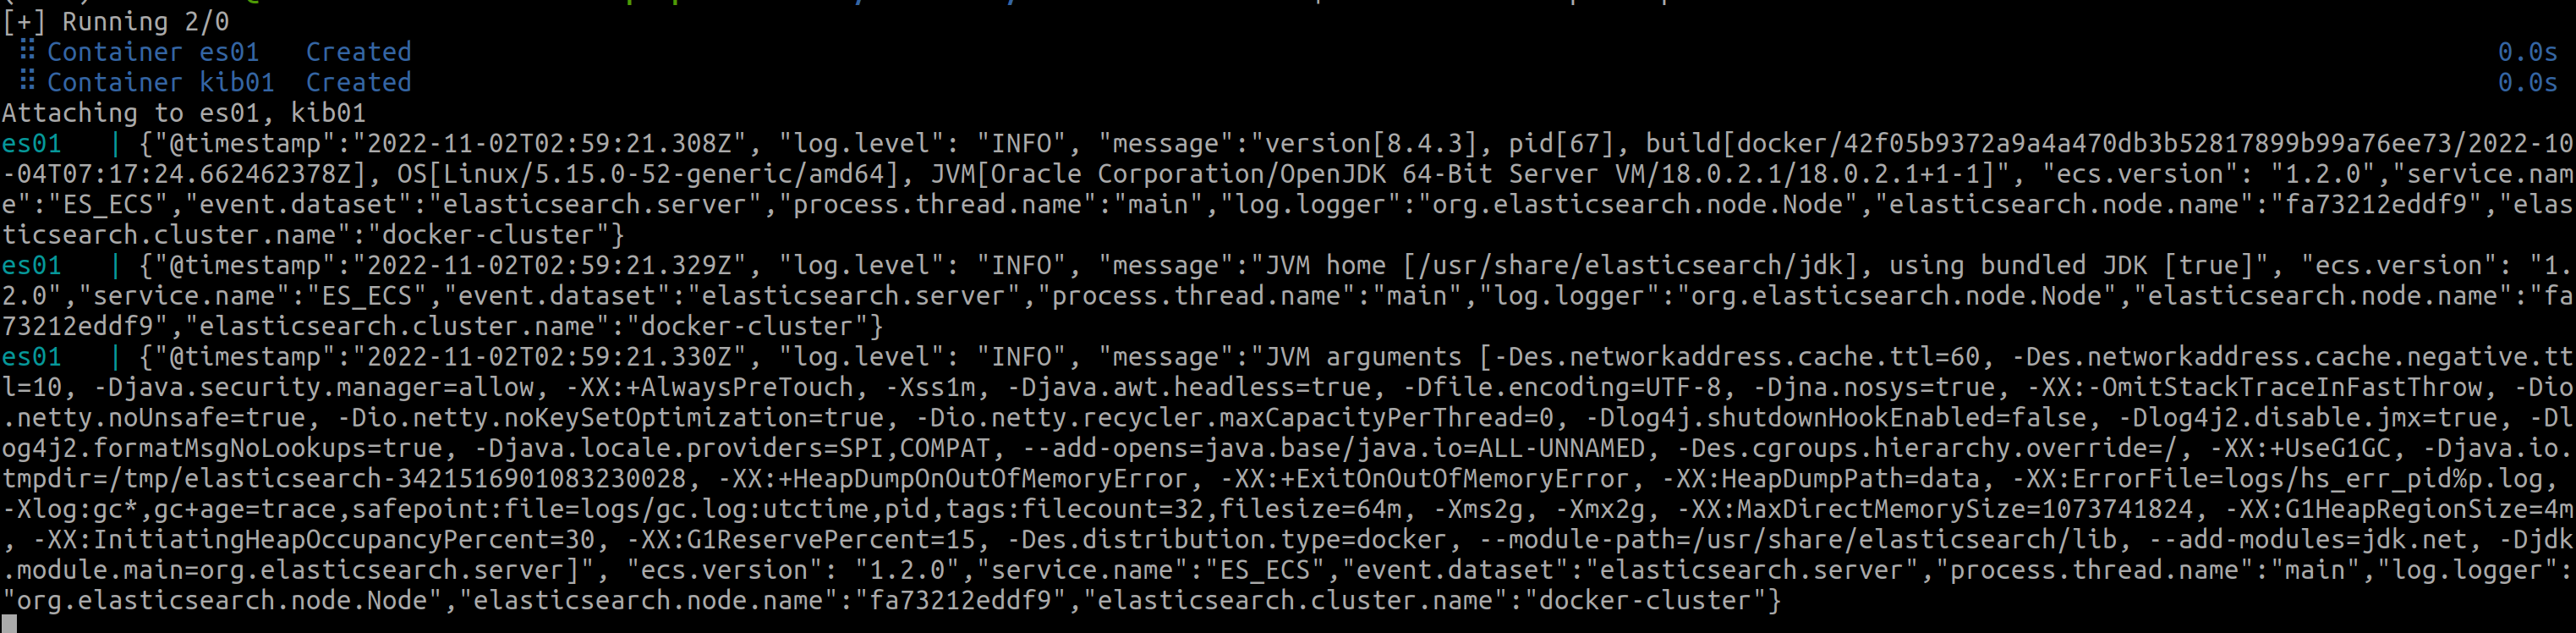 [+] Running 2/0
⠿ Container es01   Created                                                                 0.0s
⠿ Container kib01  Created                                                                 0.0s
Attaching to es01, kib01
es01   | {"@timestamp":"2022-11-02T02:59:21.308Z", "log.level": "INFO", "message":"version[8.4.3], pid[67], build[docker/42f05b9372a9a4a470db3b52817899b99a76ee73/2022-10
-04T07:17:24.662462378Z], OS[Linux/5.15.0-52-generic/amd64], JVM[Oracle Corporation/OpenJDK 64-Bit Server VM/18.0.2.1/18.0.2.1+1-1]", "ecs.version": "1.2.0","service.nam
e":"ES_ECS","event.dataset":"elasticsearch.server","process.thread.name":"main","log.logger":"org.elasticsearch.node.Node","elasticsearch.node.name":"fa73212eddf9","elas
ticsearch.cluster.name":"docker-cluster"}
es01   | {"@timestamp":"2022-11-02T02:59:21.329Z", "log.level": "INFO", "message":"JVM home [/usr/share/elasticsearch/jdk], using bundled JDK [true]", "ecs.version": "1.
2.0","service.name":"ES_ECS","event.dataset":"elasticsearch.server","process.thread.name":"main","log.logger":"org.elasticsearch.node.Node","elasticsearch.node.name":"fa
73212eddf9","elasticsearch.cluster.name":"docker-cluster"}
es01   | {"@timestamp":"2022-11-02T02:59:21.330Z", "log.level": "INFO", "message":"JVM arguments [-Des.networkaddress.cache.ttl=60, -Des.networkaddress.cache.negative.tt
l=10, -Djava.security.manager=allow, -XX:+AlwaysPreTouch, -Xss1m, -Djava.awt.headless=true, -Dfile.encoding=UTF-8, -Djna.nosys=true, -XX:-OmitStackTraceInFastThrow, -Dio
.netty.noUnsafe=true, -Dio.netty.noKeySetOptimization=true, -Dio.netty.recycler.maxCapacityPerThread=0, -Dlog4j.shutdownHookEnabled=false, -Dlog4j2.disable.jmx=true, -Dl
og4j2.formatMsgNoLookups=true, -Djava.locale.providers=SPI,COMPAT, --add-opens=java.base/java.io=ALL-UNNAMED, -Des.cgroups.hierarchy.override=/, -XX:+UseG1GC, -Djava.io.
tmpdir=/tmp/elasticsearch-3421516901083230028, -XX:+HeapDumpOnOutOfMemoryError, -XX:+ExitOnOutOfMemoryError, -XX:HeapDumpPath=data, -XX:ErrorFile=logs/hs_err_pid%p.log,
-Xlog:gc*,gc+age=trace,safepoint:file=logs/gc.log:utctime,pid,tags:filecount=32,filesize=64m, -Xms2g, -Xmx2g, -XX:MaxDirectMemorySize=1073741824, -XX:G1HeapRegionSize=4m
, -XX:InitiatingHeapOccupancyPercent=30, -XX:G1ReservePercent=15, -Des.distribution.type=docker, --module-path=/usr/share/elasticsearch/lib, --add-modules=jdk.net, -Djdk
.module.main=org.elasticsearch.server]", "ecs.version": "1.2.0","service.name":"ES_ECS","event.dataset":"elasticsearch.server","process.thread.name":"main","log.logger":
"org.elasticsearch.node.Node","elasticsearch.node.name":"fa73212eddf9","elasticsearch.cluster.name":"docker-cluster"}